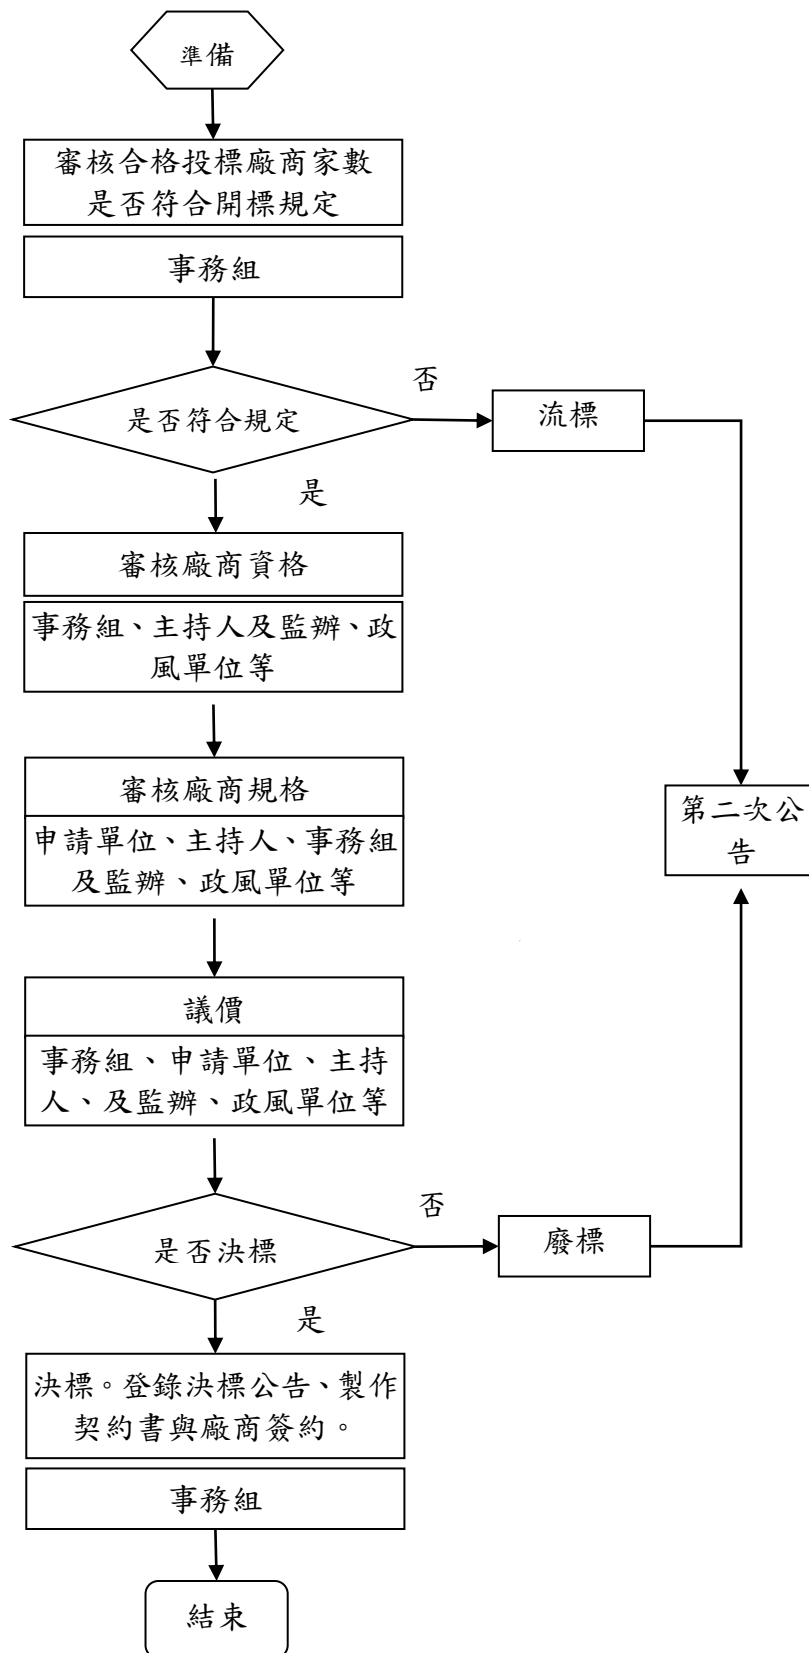 準備
審核合格投標廠商家數
是否符合開標規定
事務組
否
是否符合規定
流標
是
審核廠商資格
事務組、主持人及監辦、政
風單位等
審核廠商規格
第二次公
告
申請單位、主持人、事務組
及監辦、政風單位等
議價
事務組、申請單位、主持
人、及監辦、政風單位等
否
是否決標
廢標
是
決標。登錄決標公告、製作
契約書與廠商簽約。
事務組
結束